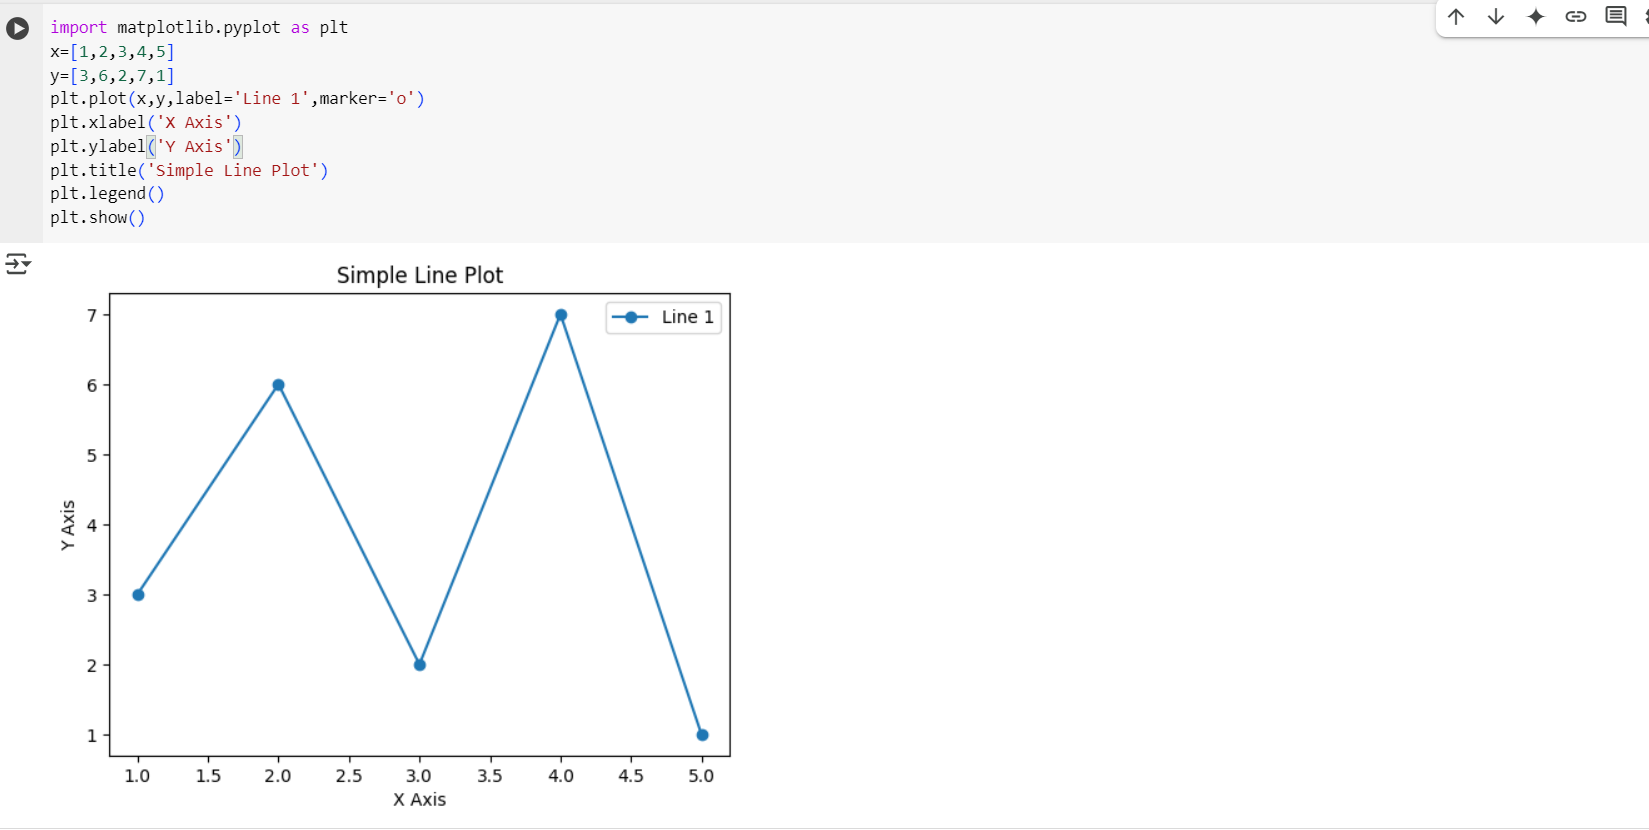 import matplotlib.pyplot as plt
x=[1,2,3,4,5]
y=[3,6,2,7,1]
plt.plot(x,y,label='Line 1',marker='o')
plt.xlabel('X Axis')
plt.ylabel('Y Axis')
plt.title('Simple Line Plot')
plt.legend()
plt.show()
Simple Line Plot
Line 1
7
6
5
4
3
2
1
Y Axis
1.0 1.5 2.0 2.5 3.0 3.5 4.0 4.5 5.0
X Axis